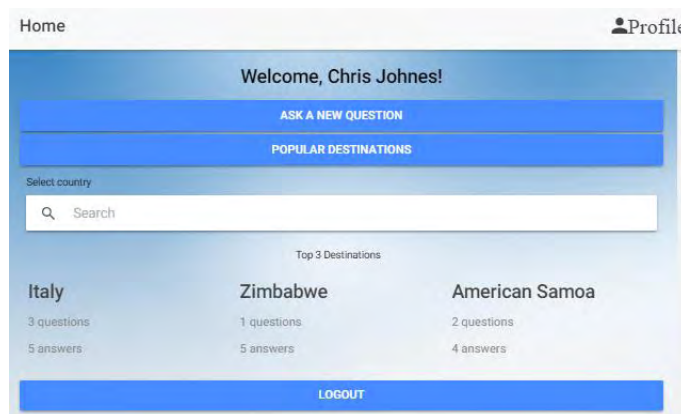 Home
Profile
Welcome, Chris Johnes!
ASK A NEW QUESTION
POPULAR DESTINATIONS
Select country
Search
Top 3 Destinations
Italy Zimbabwe American Samoa
3 questions 1 questions 2 questions
5 answers 5 answers 4 answers
LOGOUT